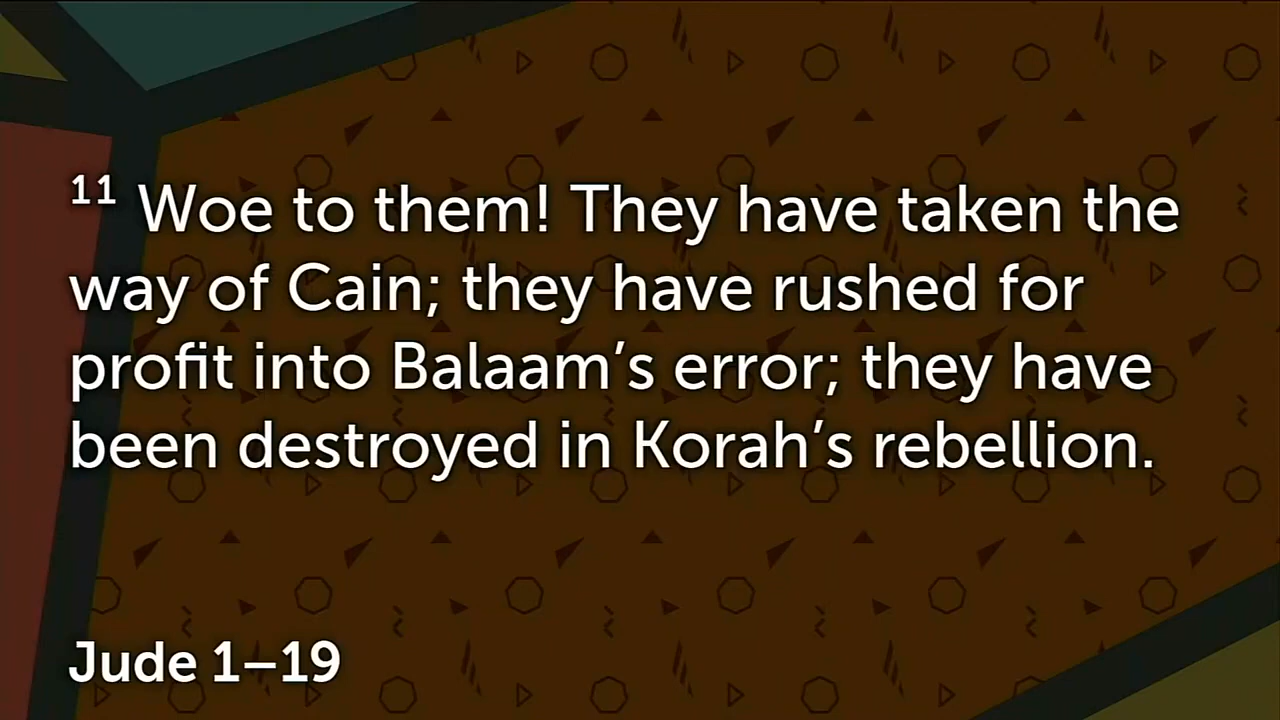 11 Woe to them! They have taken the
way of Cain; they have rushed for
profit into Balaam’s error; they have
been destroyed in Korah’s rebellion.
Jude 1–19